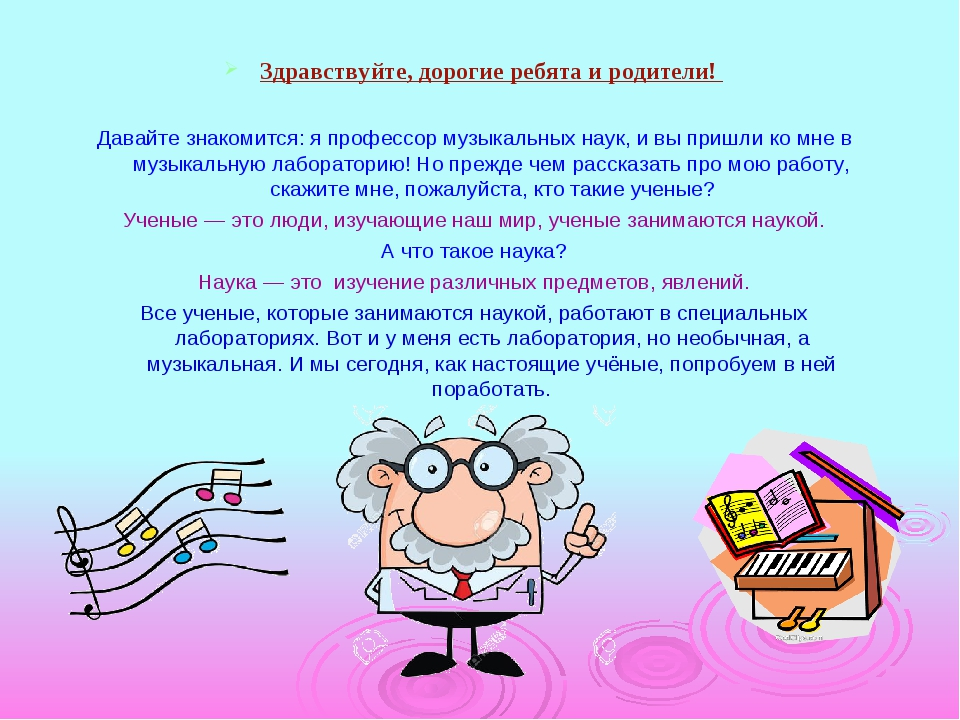 Здравствуйте, дорогие ребята и родители!
Давайте знакомится: я профессор музыкальных наук, и вы пришли ко мне в
музыкальную лабораторию! Но прежде чем рассказать про мою работу,
скажите мне, пожалуйста, кто такие ученые?
Ученые — это люди, изучающие наш мир, ученые занимаются наукой.
А что такое наука?
Наука — это изучение различных предметов, явлений.
Все ученые, которые занимаются наукой, работают в специальных
лабораториях. Вот и у меня есть лаборатория, но необычная, а
музыкальная. И мы сегодня, как настоящие учёные, попробуем в ней
поработать.